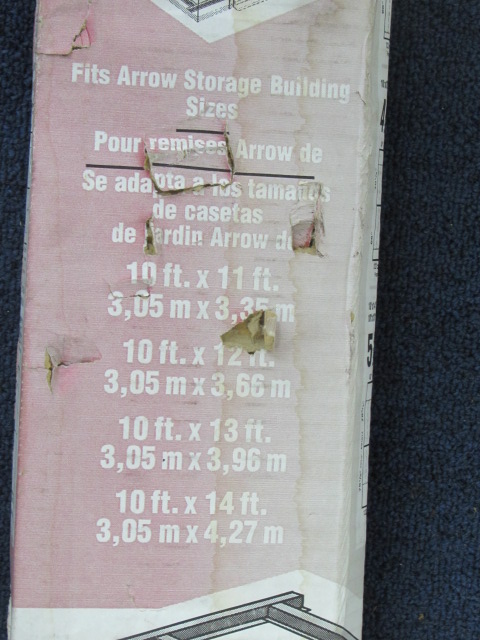 Fits Arrow Storage Building
Sizes
Pour remises Arrow de
Se adapta a los tamaños
de casetas
de jardin Arrow de
10 ft. x 11 ft.
3,05 m x 3,35 m
10 ft. x 12 ft.
3,05 m x 3,66 m
10 ft. x 13 ft.
3,05 m x 3,96 m
10 ft. x 14 ft.
3,05 m x 4,27 m
5